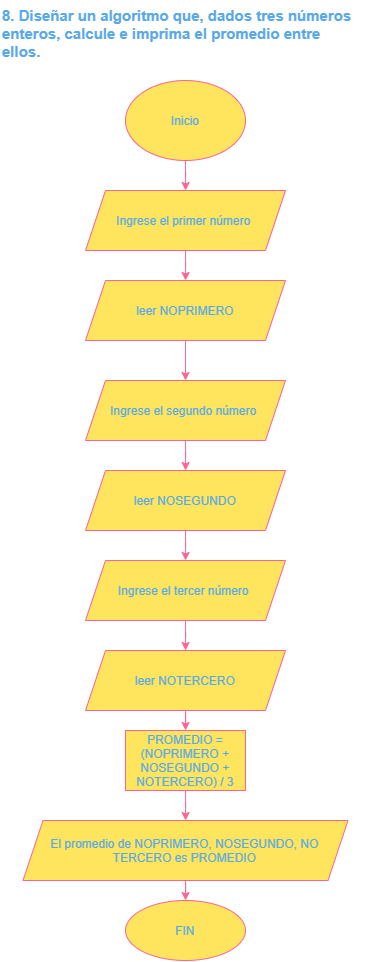 8. Diseñar un algoritmo que, dados tres números
enteros, calcule e imprima el promedio entre
ellos.
Inicio
Ingrese el primer número
leer NOPRIMERO
Ingrese el segundo número
leer NOSEGUNDO
Ingrese el tercer número
leer NOTERCERO
PROMEDIO =
(NOPRIMERO +
NOSEGUNDO +
NOTERCERO) / 3
El promedio de NOPRIMERO, NOSEGUNDO, NO
TERCERO es PROMEDIO
FIN